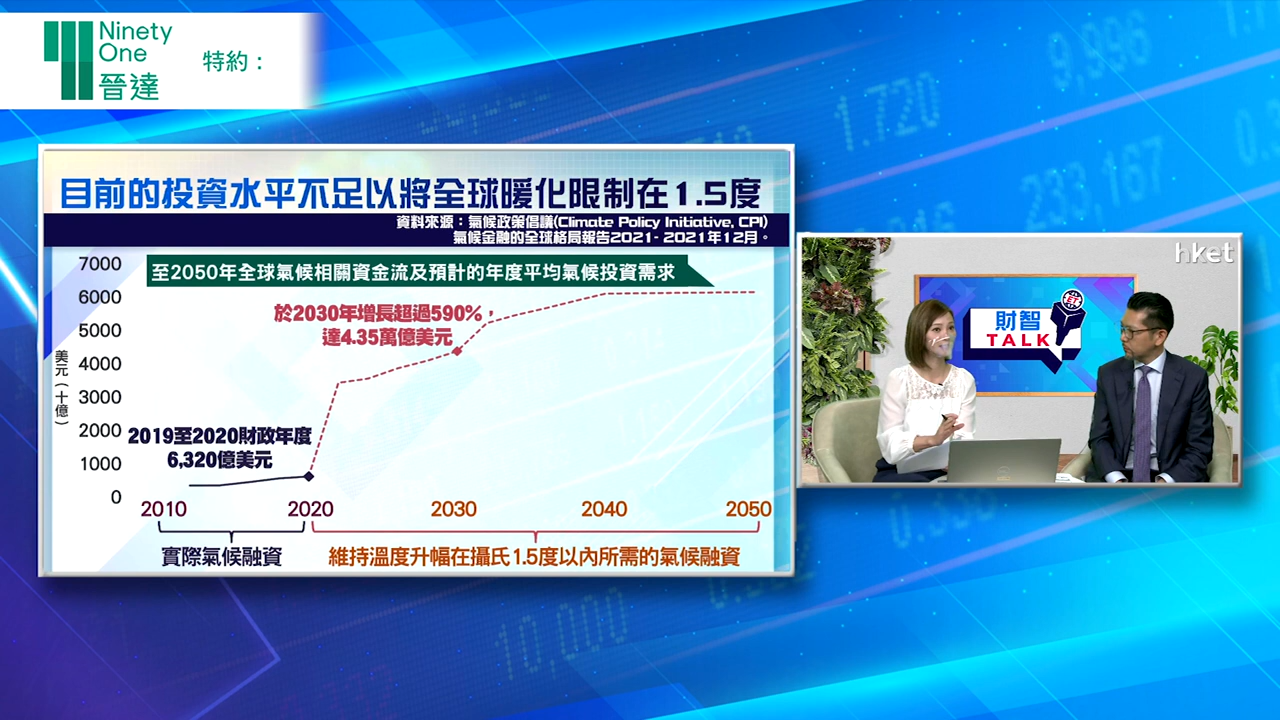 Ninety
One
晉達
特約：
目前的投資水平不足以將全球暖化限制在1.5度
資料來源：氣候政策倡議(Climate Policy Initiative, CPI)
氣候金融的全球格局報告2021- 2021年12月。
7000
6000
5000
4000
3000
2000
1000
0
美元（十億）
至2050年全球氣候相關資金流及預計的年度平均氣候投資需求
於2030年增長超過590%，
達4.35萬億美元
2019至2020財政年度
6,320億美元
2010
2020
2030
2040
2050
實際氣候融資
維持溫度升幅在攝氏1.5度以內所需的氣候融資
hket
ET
財智
TALK
9,996
1.720
233,167
10,000